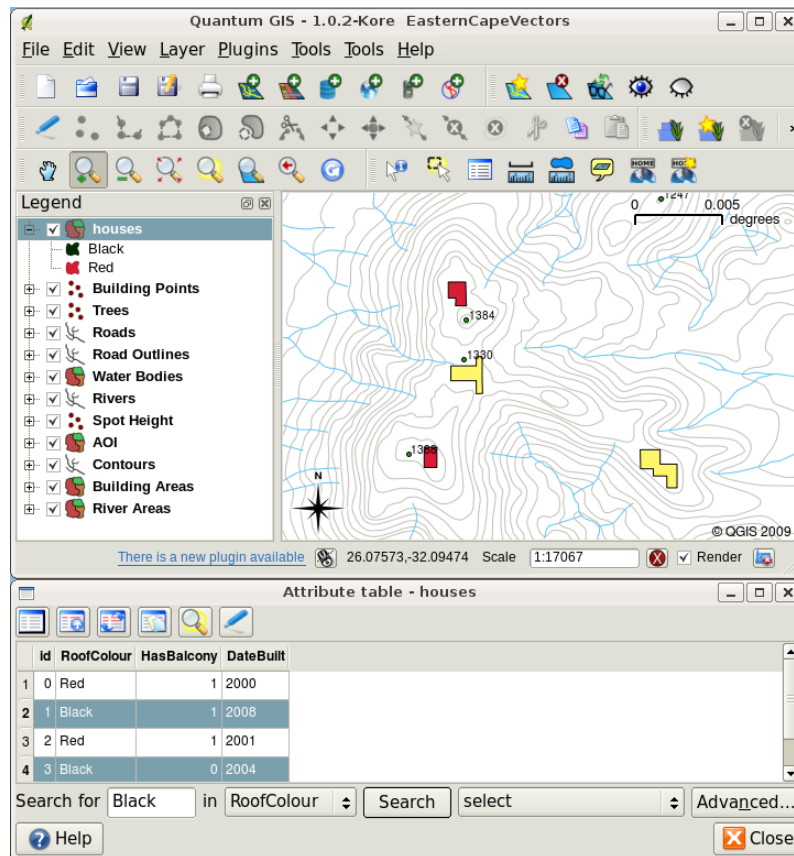 Quantum GIS - 1.0.2-Kore EasternCapeVectors
File Edit View Layer Plugins Tools Tools Help
HOME
Legend
houses
Black
Red
Building Points
Trees
Roads
Road Outlines
Water Bodies
Rivers
Spot Height
AOI
Contours
Building Areas
River Areas
1247
0 0.005
degrees
1384
1330
N
© QGIS 2009
There is a new plugin available 26.07573,-32.09474 Scale 1:17067 Render
Attribute table - houses
id RoofColour HasBalcony DateBuilt
1 0 Red 1 2000
2 1 Black 1 2008
3 2 Red 1 2001
4 3 Black 0 2004
Search for Black in RoofColour Search select Advanced...
Help Close